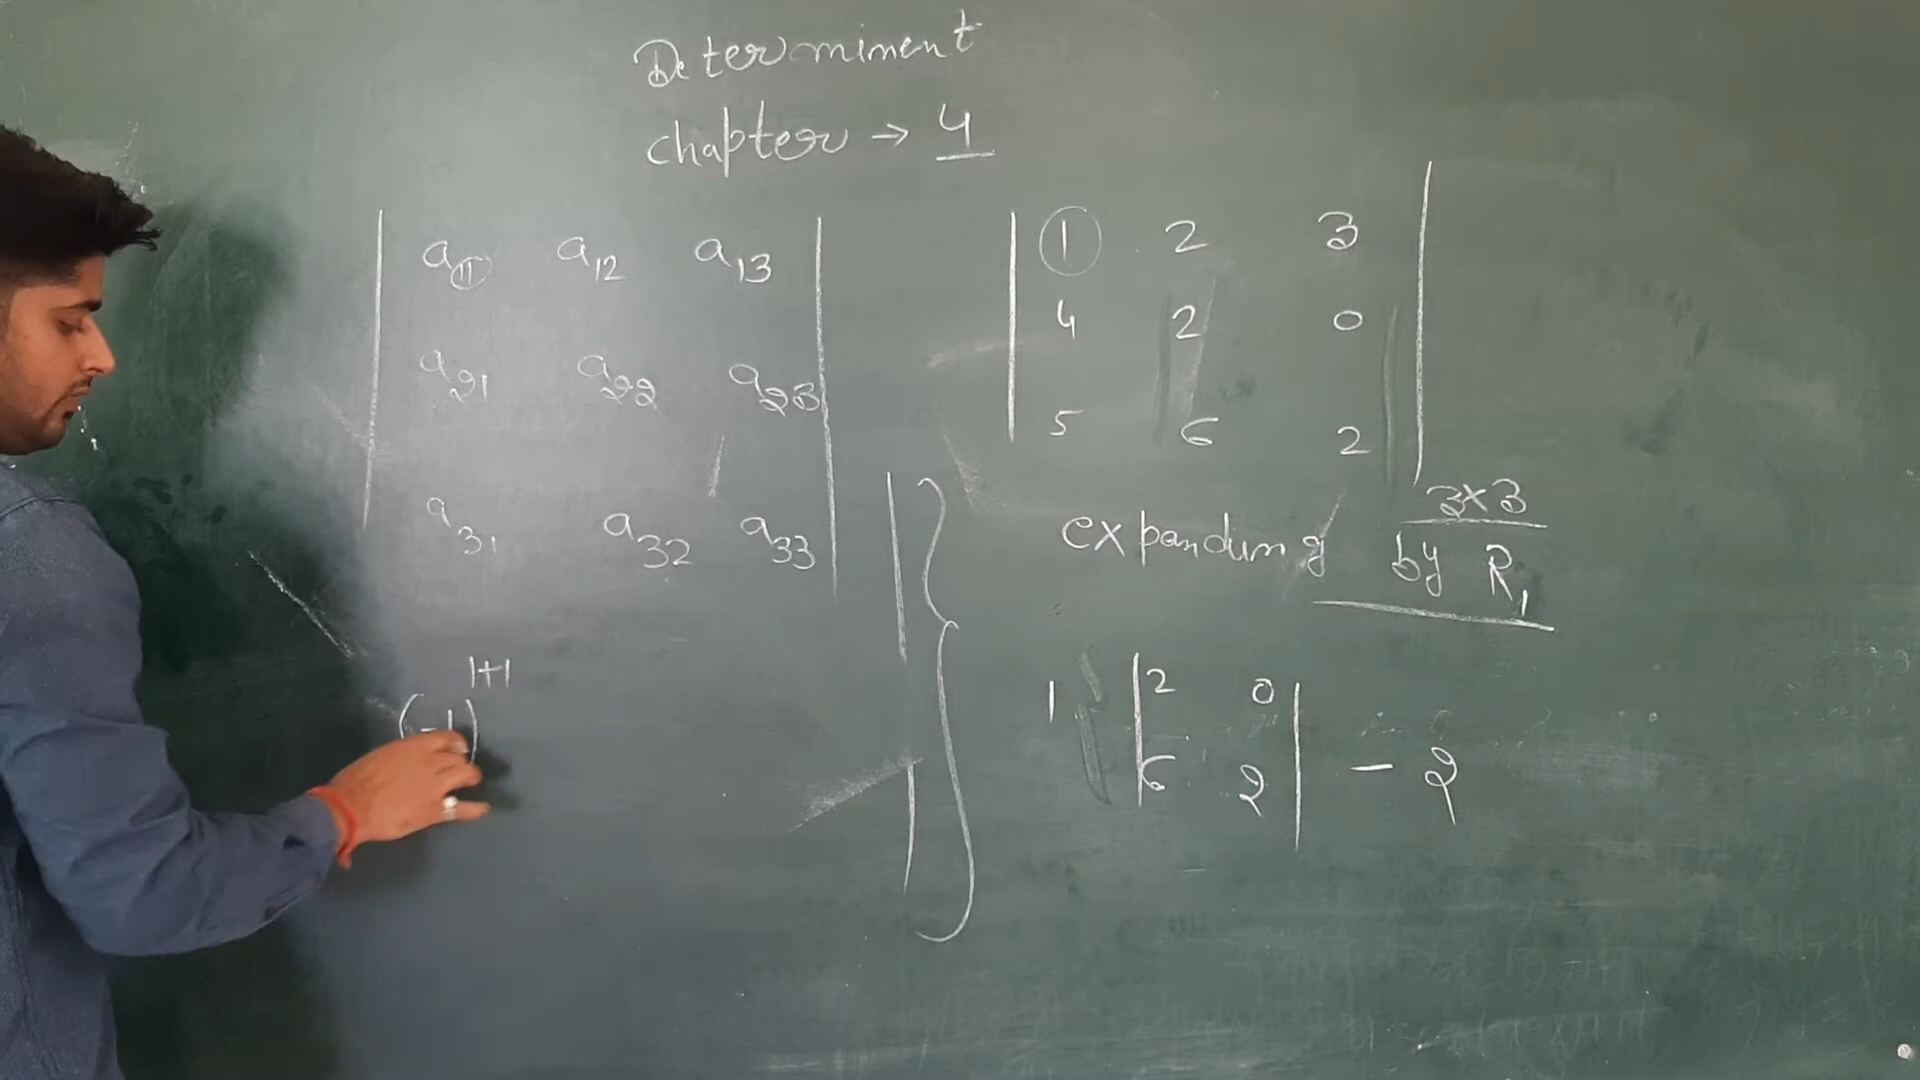 Determiment
chapter → 4
a11 a12 a13
a21 a22 a23
a31 a32 a33
(-1)^1+1
1 2 3
4 2 0
5 6 2
3×3
expanding by R1
1 | 2 0 | - 2
| 6 2 |